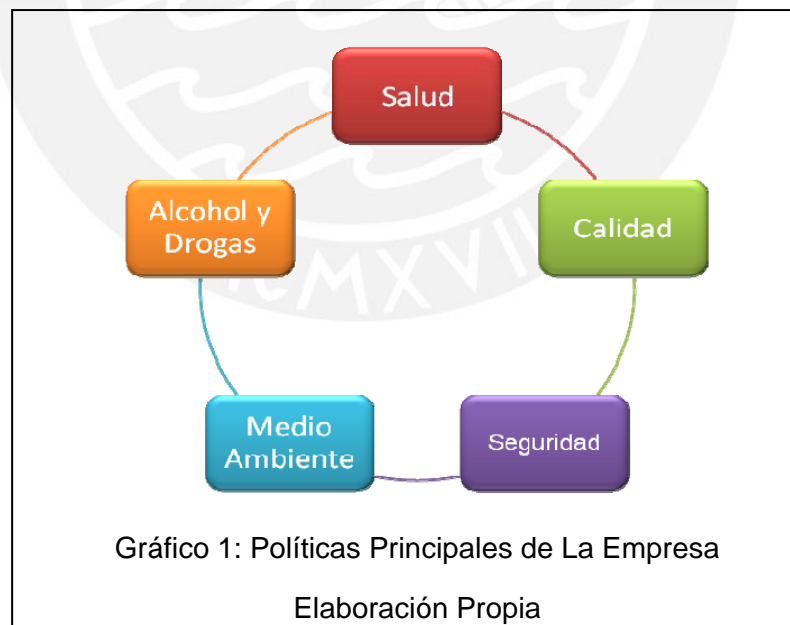 Salud
Alcohol y
Drogas
Calidad
Medio
Ambiente
Seguridad
Gráfico 1: Políticas Principales de La Empresa
Elaboración Propia